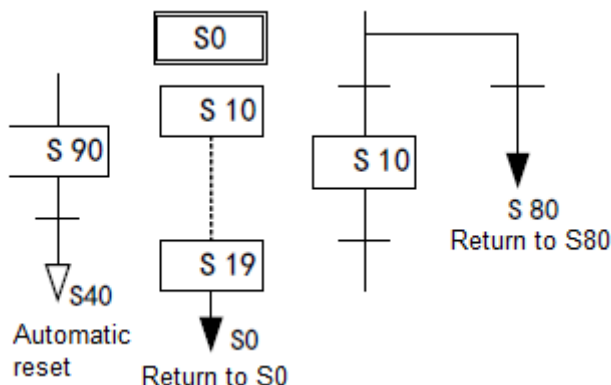 S0
S 10
S 90
S 19
S40
Automatic
reset
S0
Return to S0
S 10
S 80
Return to S80